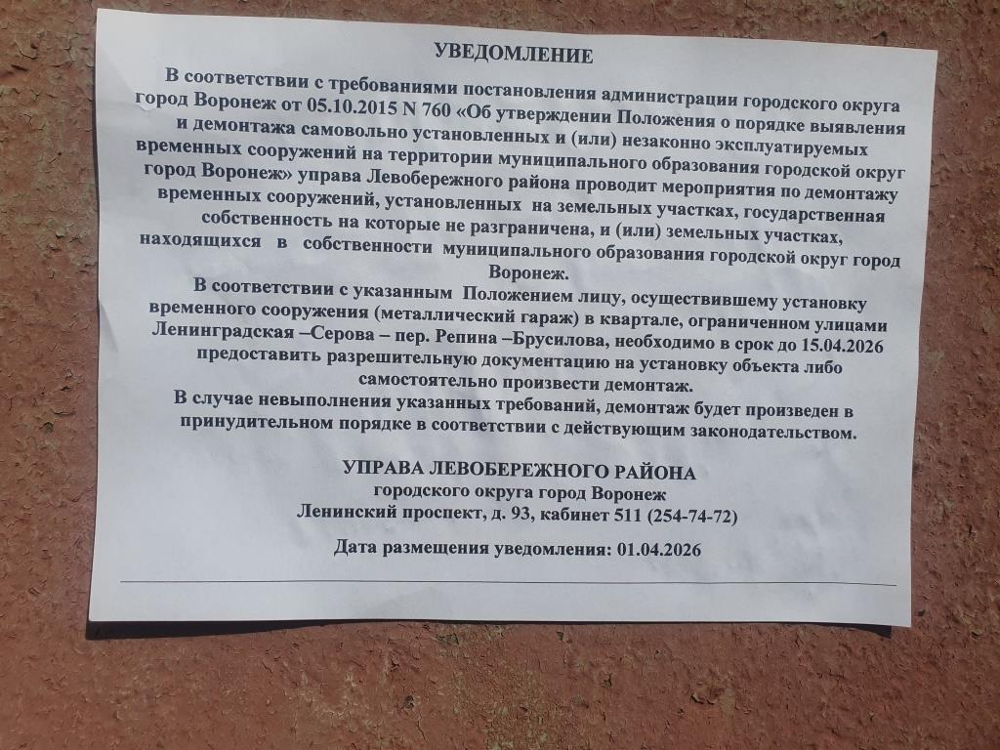 УВЕДОМЛЕНИЕ
В соответствии с требованиями постановления администрации городского округа
город Воронеж от 05.10.2015 N 760 «Об утверждении Положения о порядке выявления
и демонтажа самовольно установленных и (или) незаконно эксплуатируемых
временных сооружений на территории муниципального образования городской округ
город Воронеж» управа Левобережного района проводит мероприятия по демонтажу
временных сооружений, установленных на земельных участках, государственная
собственность на которые не разграничена, и (или) земельных участках,
находящихся в собственности муниципального образования городской округ город
Воронеж.
В соответствии с указанным Положением лицу, осуществившему установку
временного сооружения (металлический гараж) в квартале, ограниченном улицами
Ленинградская –Серова – пер. Репина –Брусилова, необходимо в срок до 15.04.2026
предоставить разрешительную документацию на установку объекта либо
самостоятельно произвести демонтаж.
В случае невыполнения указанных требований, демонтаж будет произведен в
принудительном порядке в соответствии с действующим законодательством.
УПРАВА ЛЕВОБЕРЕЖНОГО РАЙОНА
городского округа город Воронеж
Ленинский проспект, д. 93, кабинет 511 (254-74-72)
Дата размещения уведомления: 01.04.2026